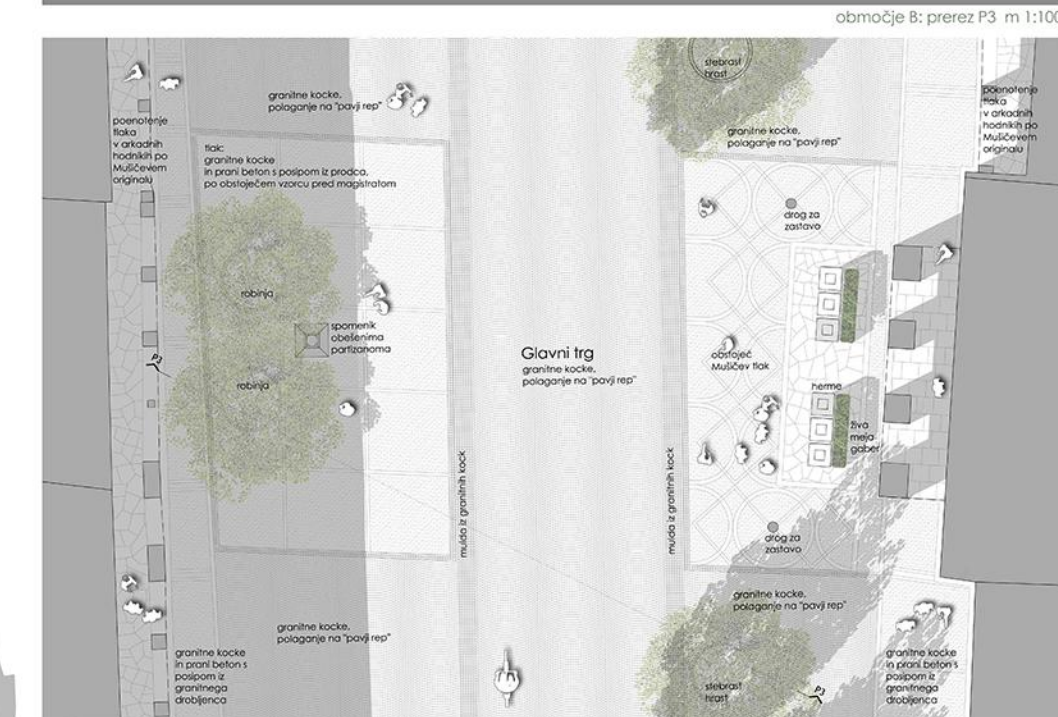 območje B: prerez P3 m 1:100
stebrast
hrast
granitne kocke,
polaganje na "pavji rep"
poenotenje
tlaka
v arkadnih
hodnikih po
Mušičevem
originalu
poenotenje
tlaka
v arkadnih
hodnikih po
Mušičevem
originalu
granitne kocke,
polaganje na "pavji rep"
tlak:
granitne kocke
in prani beton s posipom iz prodca,
po obstoječem vzorcu pred magistratom
drog za
zastavo
robinja
spomenik
obešenima
partizanoma
Glavni trg
granitne kocke,
polaganje na "pavji rep"
obstoječ
Mušičev tlak
P3
robinja
herme
živa
meja
gaber
mulda iz granitnih kock
mulda iz granitnih kock
drog za
zastavo
granitne kocke,
polaganje na "pavji rep"
granitne kocke,
polaganje na "pavji rep"
granitne kocke
in prani beton s
posipom iz
granitnega
drobljenca
stebrast
hrast
P3
granitne kocke
in prani beton s
posipom iz
granitnega
drobljenca